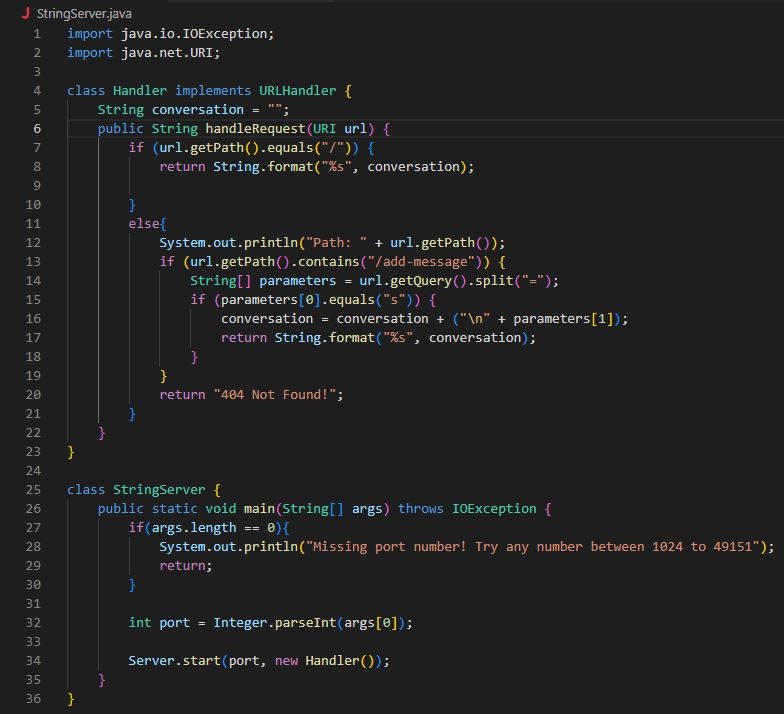 StringServer.java
1 import java.io.IOException;
2 import java.net.URI;
3
4 class Handler implements URLHandler {
5     String conversation = "";
6     public String handleRequest(URI url) {
7         if (url.getPath().equals("/")) {
8             return String.format("%s", conversation);
9
10         }
11         else{
12             System.out.println("Path: " + url.getPath());
13             if (url.getPath().contains("/add-message")) {
14                 String[] parameters = url.getQuery().split("=");
15                 if (parameters[0].equals("s")) {
16                     conversation = conversation + ("\n" + parameters[1]);
17                     return String.format("%s", conversation);
18                 }
19             }
20             return "404 Not Found!";
21         }
22     }
23 }
24
25 class StringServer {
26     public static void main(String[] args) throws IOException {
27         if(args.length == 0){
28             System.out.println("Missing port number! Try any number between 1024 to 49151");
29             return;
30         }
31
32         int port = Integer.parseInt(args[0]);
33
34         Server.start(port, new Handler());
35     }
36 }